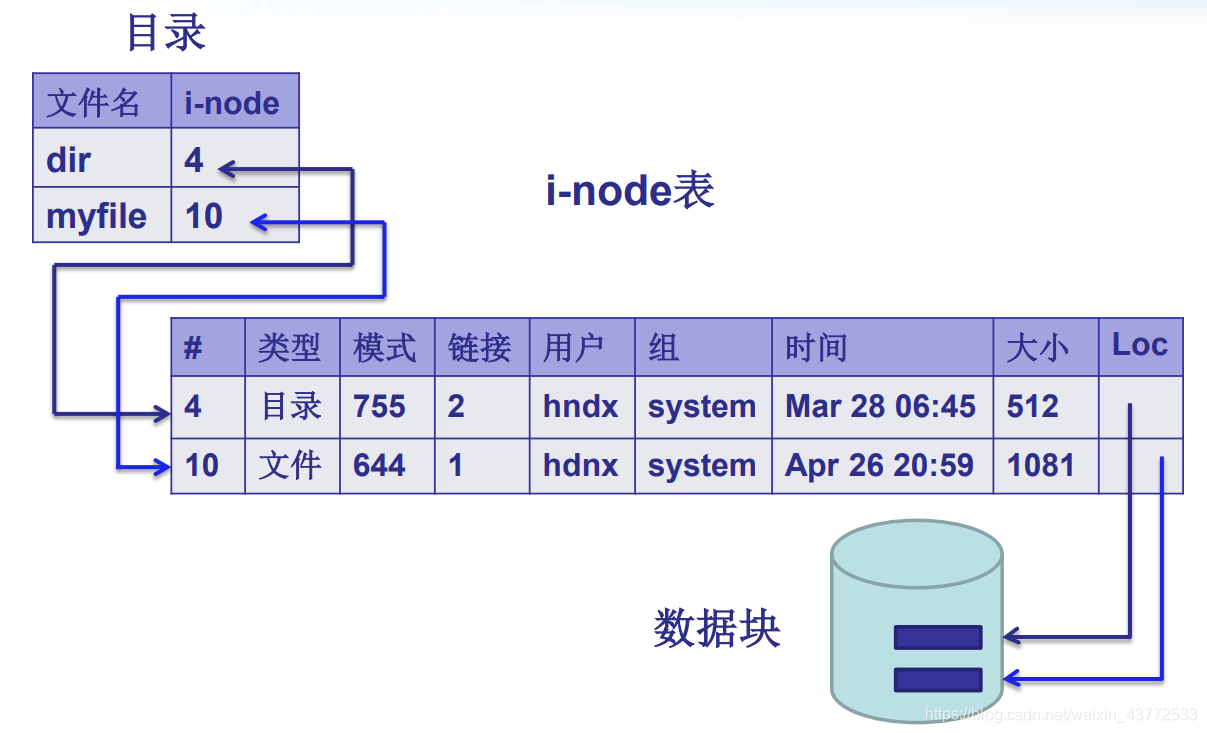 目录
文件名 i-node
dir 4
myfile 10
i-node表
# 类型 模式 链接 用户 组 时间 大小 Loc
4 目录 755 2 hndx system Mar 28 06:45 512
10 文件 644 1 hdnx system Apr 26 20:59 1081
数据块
https://blog.csdn.net/weixin_43772533